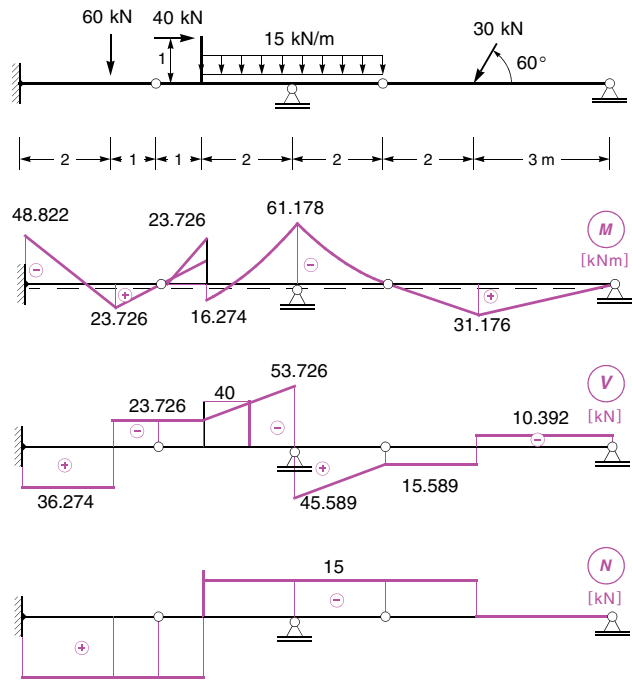 60 kN 40 kN 15 kN/m 30 kN
1 60°
2 1 1 2 2 2 3 m
48.822 23.726 61.178 M
[kNm]
− + − +
23.726 16.274 31.176
53.726
23.726 40 10.392 V
[kN]
− − −
+ +
36.274 45.589 15.589
15 N
[kN]
−
+